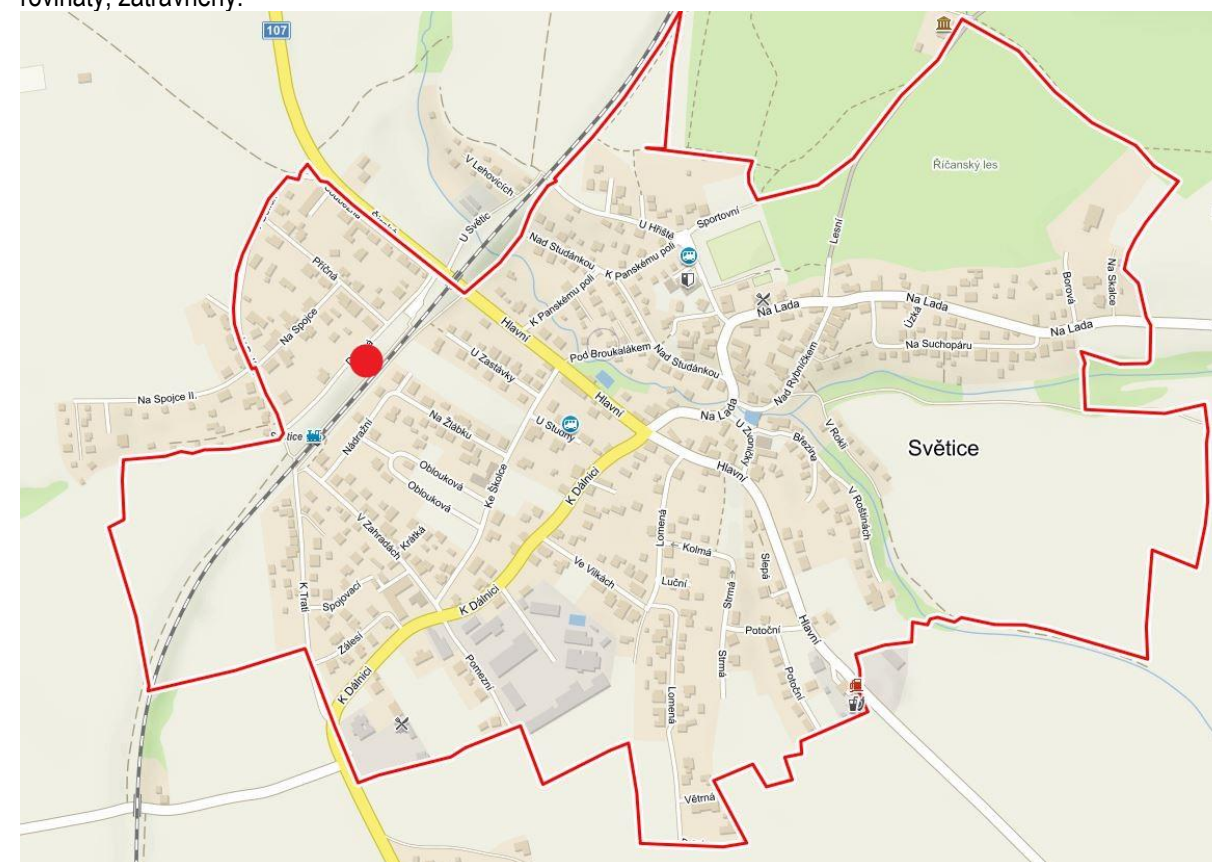 rovinatý, zatravněný.
107
V Lehovicích
Říčanský les
U Světic
U Hřiště
Sportovní
Lesní
Nad Studánkou
K Panskému poli
Příčná
Borová
Na Skalce
K Panskému poli
Na Spojce
Hlavní
Na Lada
Na Lada
Úzká
Na Lada
Na Suchopáru
U Zastávky
Pod Broukalákem
Nad Studánkou
Nad Rybníčkem
Na Spojce II.
Hlavní
Na Lada
Na Žlábku
U Studny
U Zvoničky
Březina
V Rokli
Nádražní
Světice
Hlavní
Oblouková
Ke Školce
K Dálnici
Oblouková
V Roštinách
V Zahradách
Krátká
Lomená
Kolmá
Slepá
Ve Vilkách
Luční
Strmá
K Trati
Spojovací
K Dálnici
Hlavní
Potoční
Zálesí
Pomezní
Strmá
Potoční
K Dálnici
Lomená
Větrná